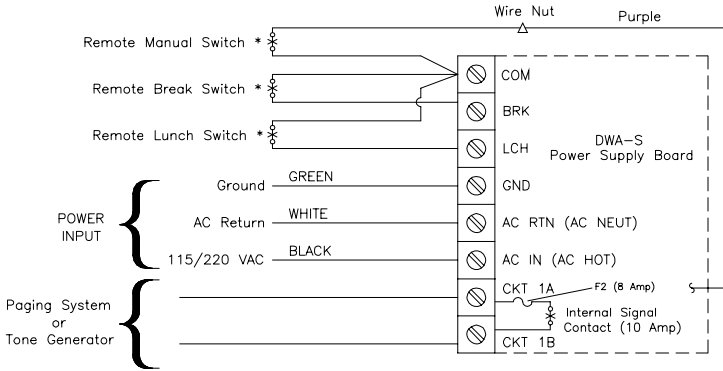 Wire Nut
Purple
Remote Manual Switch *
COM
Remote Break Switch *
BRK
Remote Lunch Switch *
LCH
DWA-S
Power Supply Board
Ground
GREEN
GND
POWER
INPUT
AC Return
WHITE
AC RTN (AC NEUT)
115/220 VAC
BLACK
AC IN (AC HOT)
CKT 1A
F2 (8 Amp)
Paging System
or
Tone Generator
Internal Signal
Contact (10 Amp)
CKT 1B